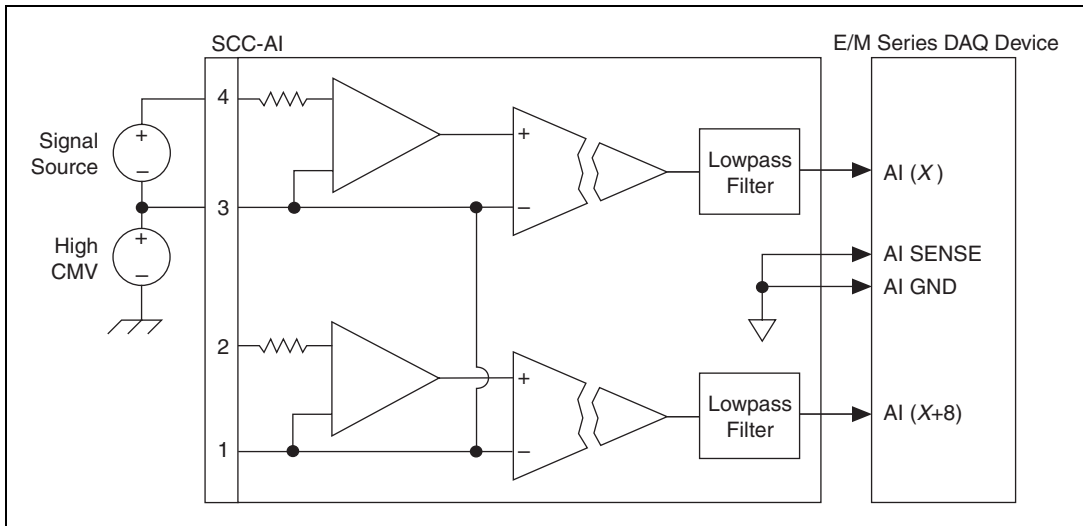 SCC-AI
E/M Series DAQ Device
4
+
Signal
Source
–
+
–
Lowpass
Filter
AI (X)
3
+
High
CMV
–
AI SENSE
AI GND
2
+
–
Lowpass
Filter
AI (X+8)
1